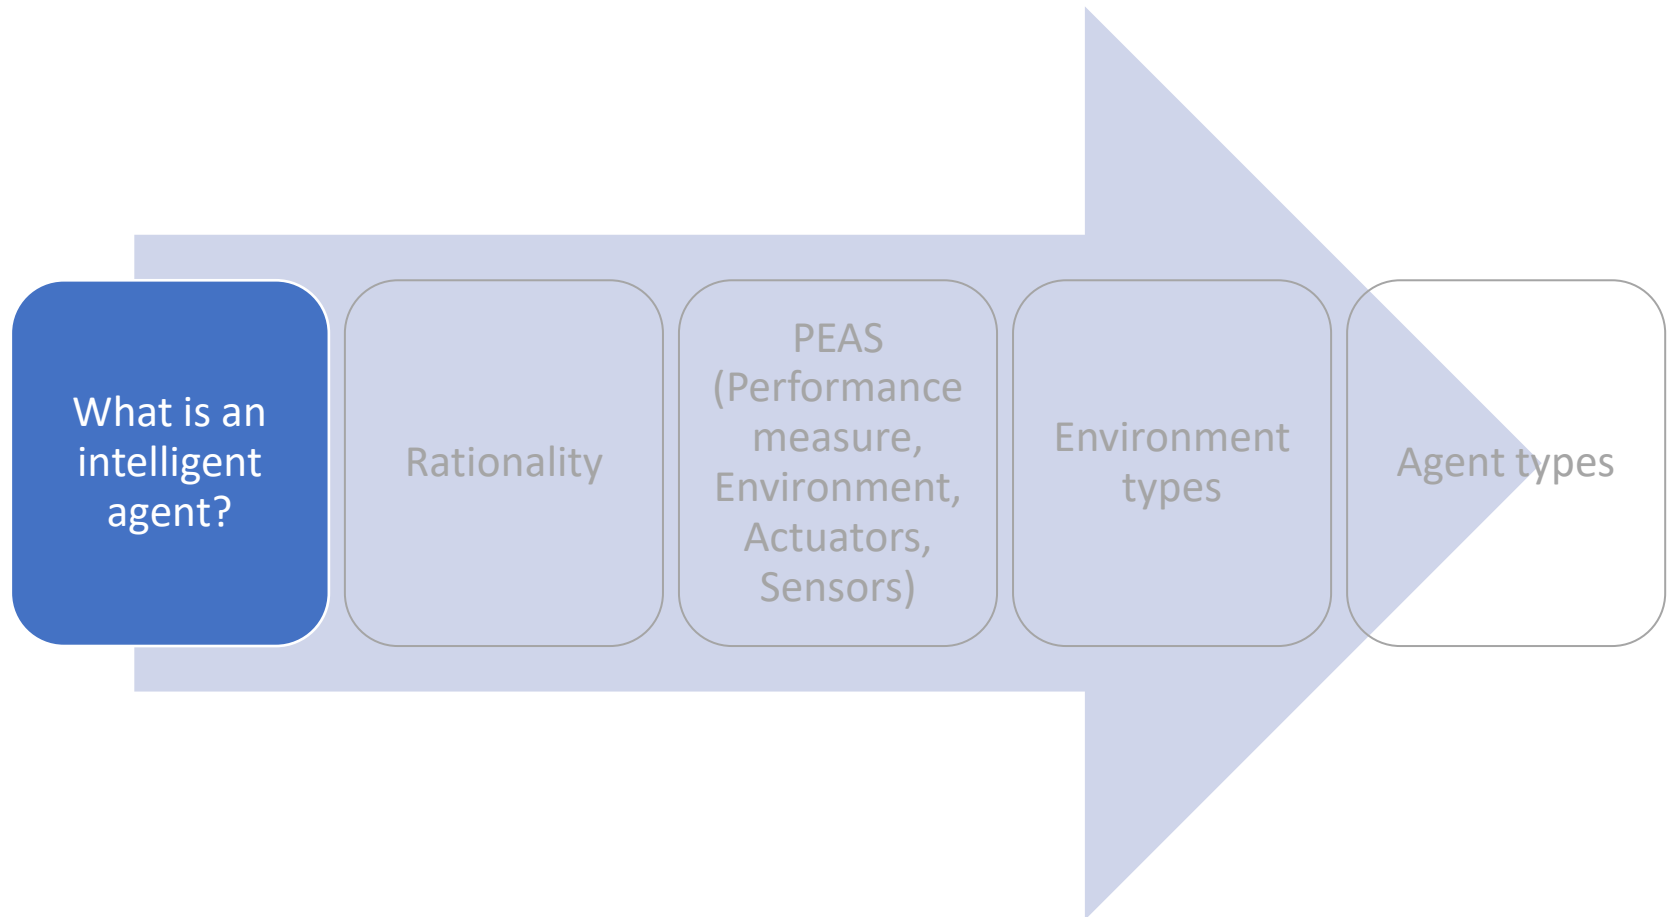 What is an
intelligent
agent?
Rationality
PEAS
(Performance
measure,
Environment,
Actuators,
Sensors)
Environment
types
Agent types